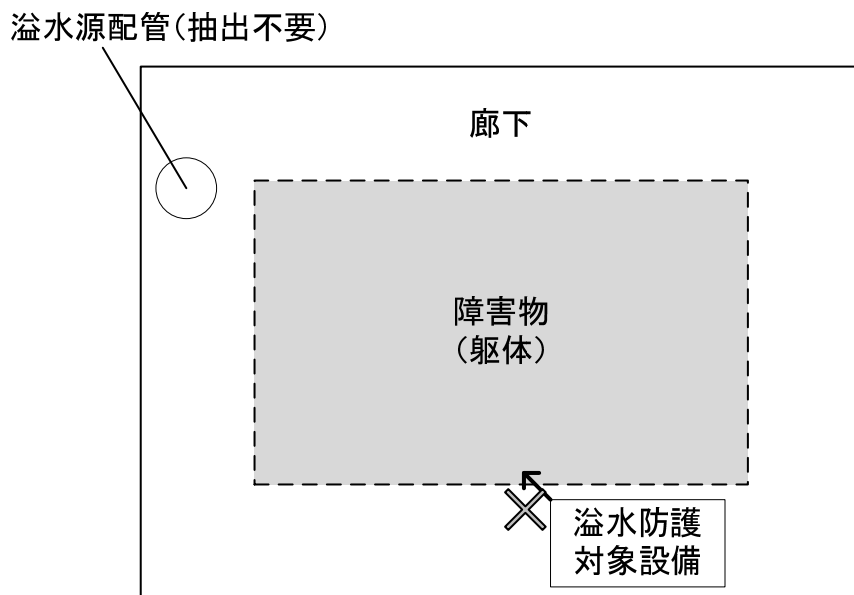 溢水源配管(抽出不要)
廊下
障害物
(躯体)
溢水防護
対象設備